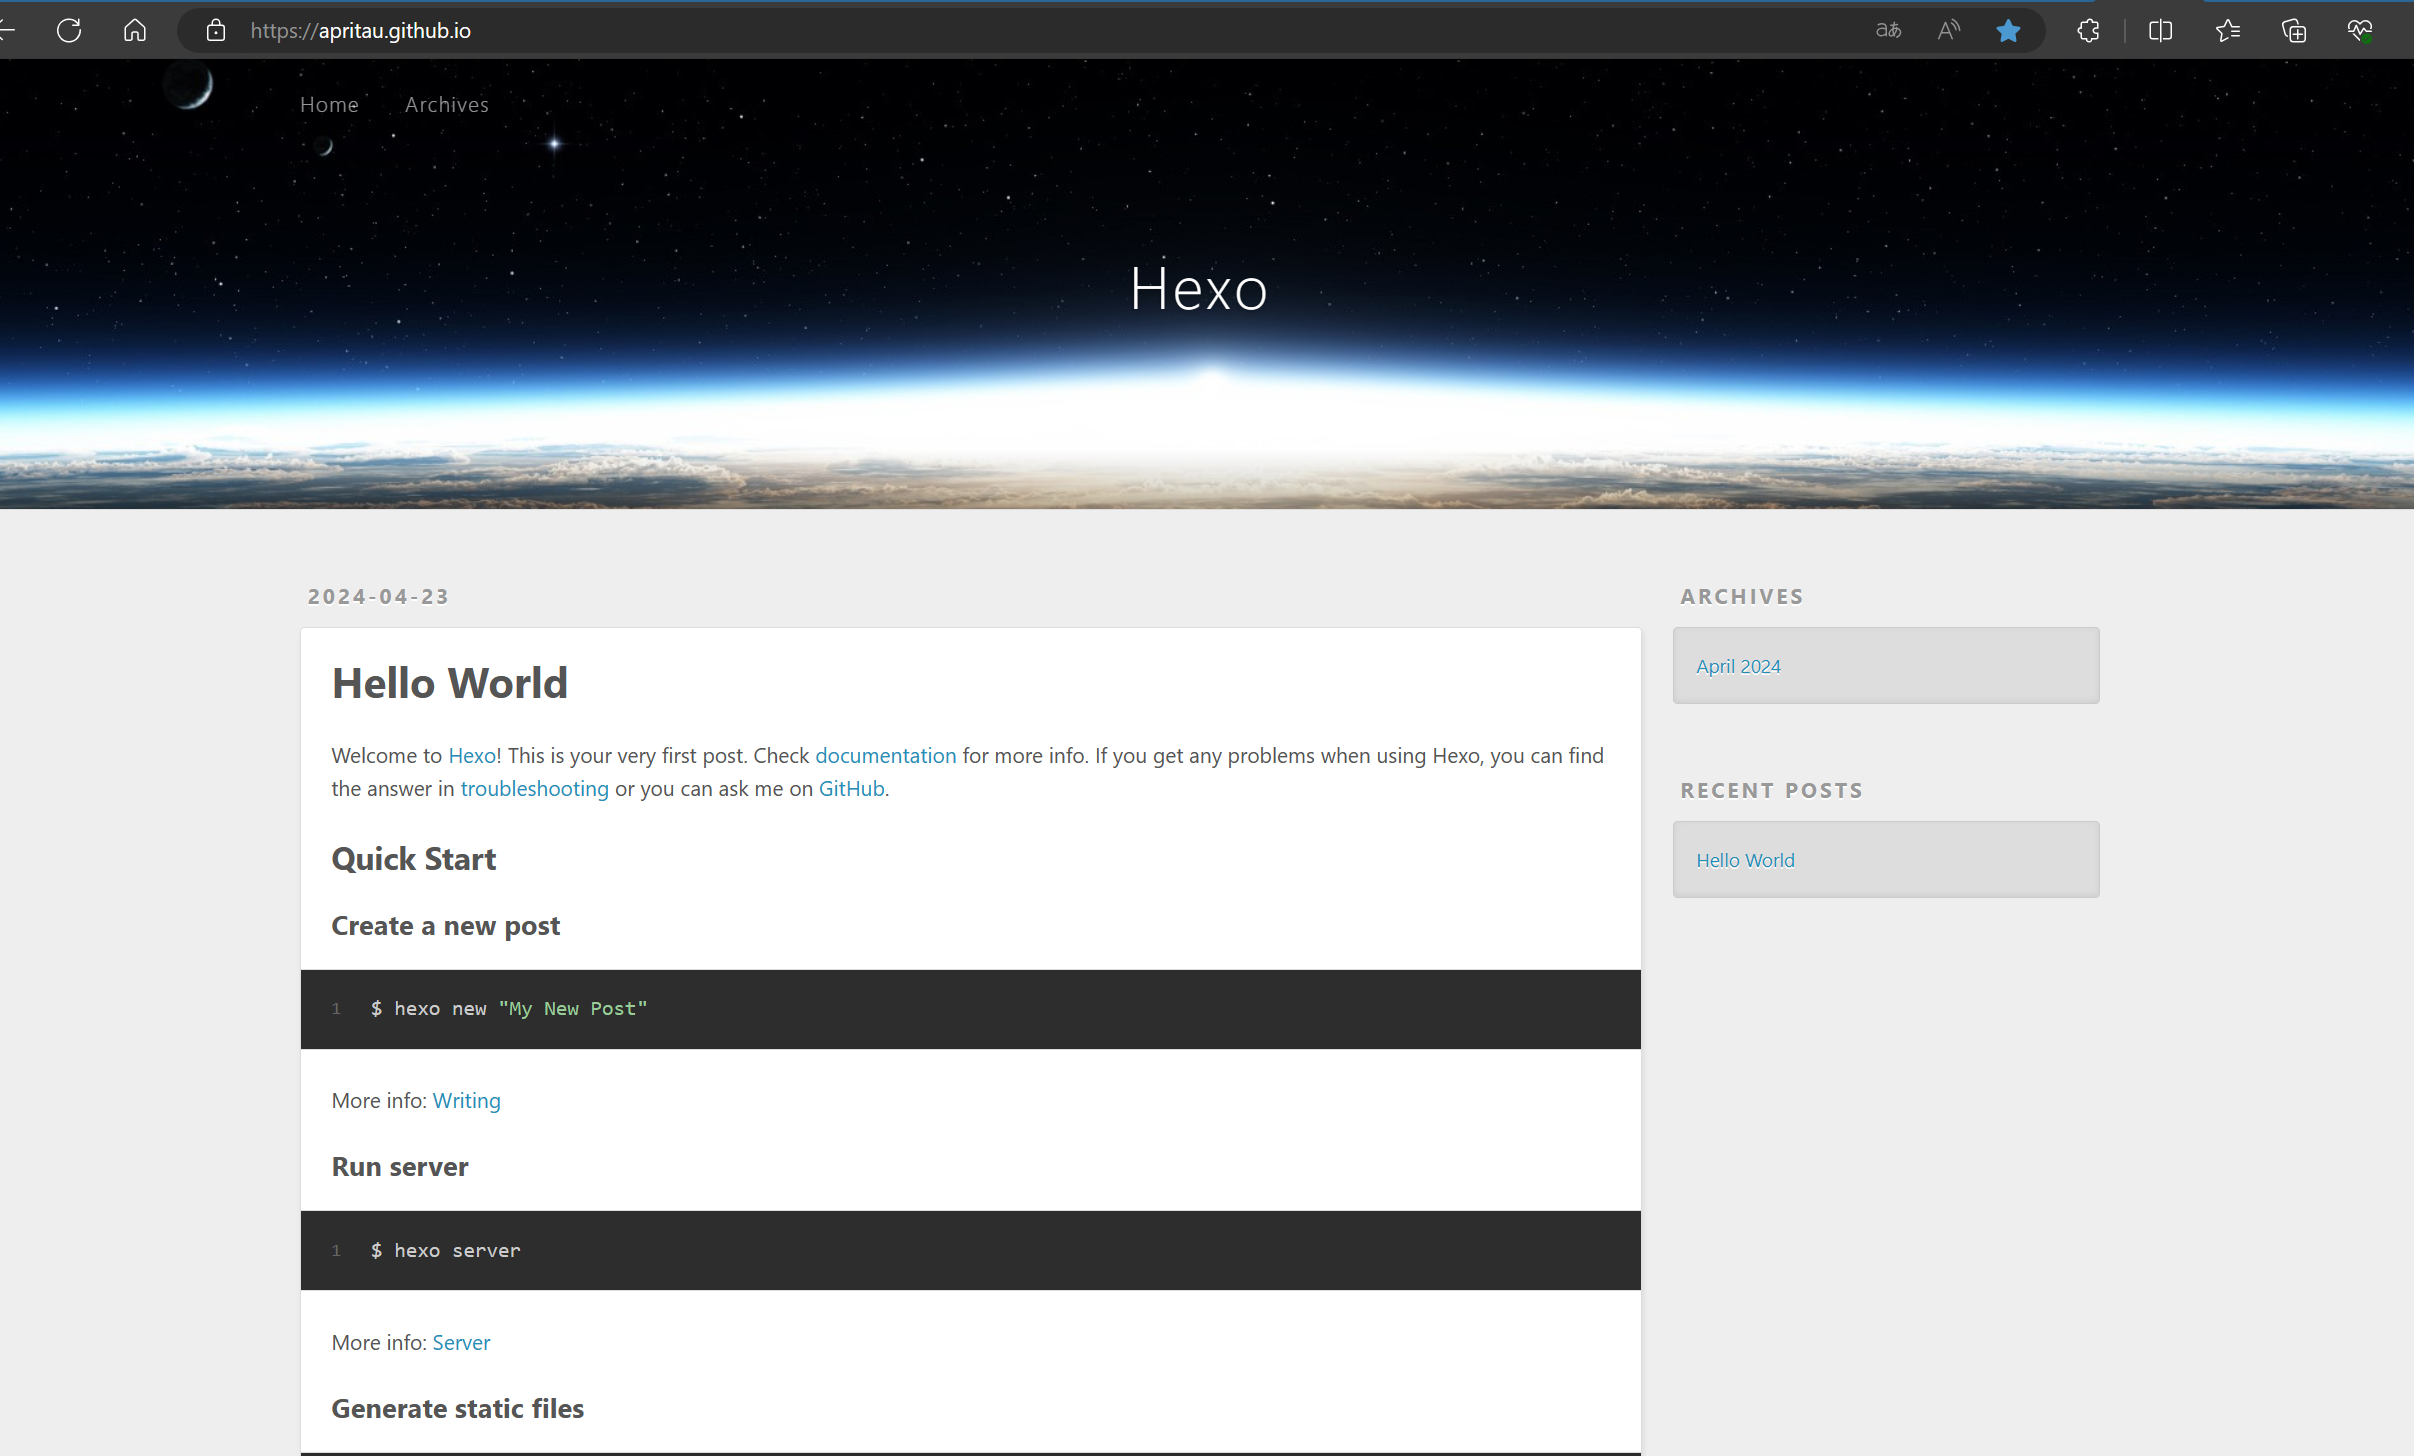 https://apritau.github.io
aあ
Home Archives
Hexo
2024-04-23
Hello World
Welcome to Hexo! This is your very first post. Check documentation for more info. If you get any problems when using Hexo, you can find
the answer in troubleshooting or you can ask me on GitHub.
Quick Start
Create a new post
1 $ hexo new "My New Post"
More info: Writing
Run server
1 $ hexo server
More info: Server
Generate static files
ARCHIVES
April 2024
RECENT POSTS
Hello World